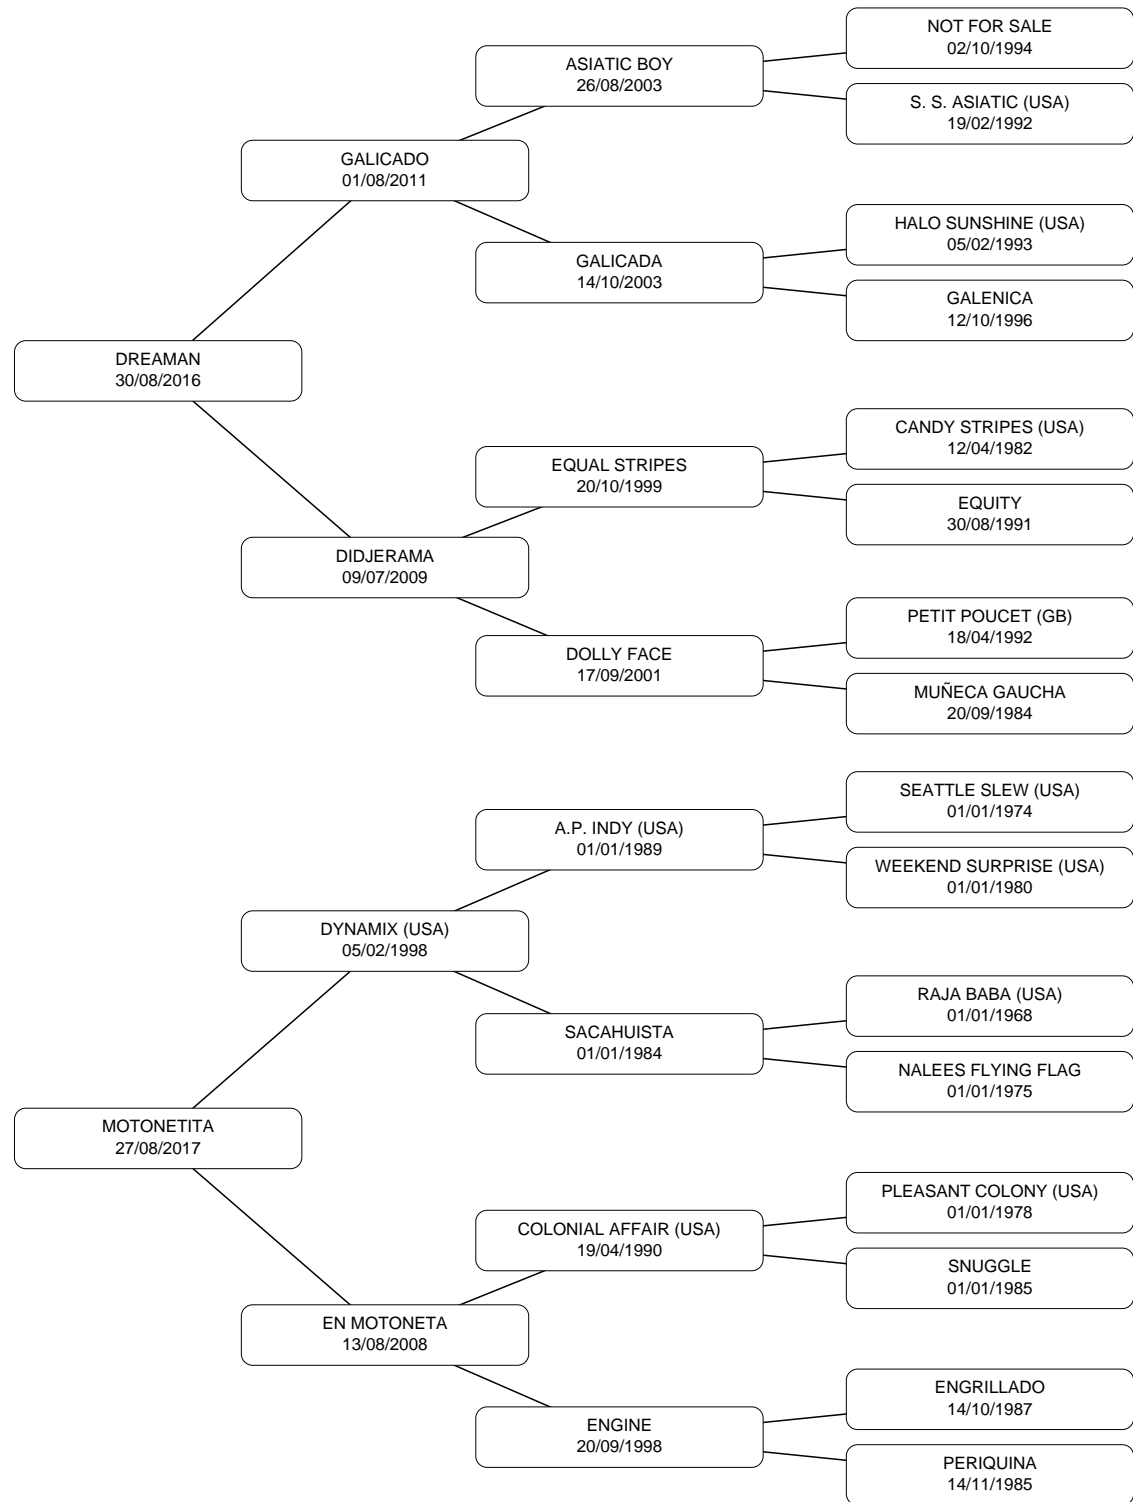 NOT FOR SALE
02/10/1994
ASIATIC BOY
26/08/2003
S. S. ASIATIC (USA)
19/02/1992
GALICADO
01/08/2011
HALO SUNSHINE (USA)
05/02/1993
GALICADA
14/10/2003
GALENICA
12/10/1996
DREAMAN
30/08/2016
CANDY STRIPES (USA)
12/04/1982
EQUAL STRIPES
20/10/1999
EQUITY
30/08/1991
DIDJERAMA
09/07/2009
PETIT POUCET (GB)
18/04/1992
DOLLY FACE
17/09/2001
MUÑECA GAUCHA
20/09/1984
SEATTLE SLEW (USA)
01/01/1974
A.P. INDY (USA)
01/01/1989
WEEKEND SURPRISE (USA)
01/01/1980
DYNAMIX (USA)
05/02/1998
RAJA BABA (USA)
01/01/1968
SACAHUISTA
01/01/1984
NALEES FLYING FLAG
01/01/1975
MOTONETITA
27/08/2017
PLEASANT COLONY (USA)
01/01/1978
COLONIAL AFFAIR (USA)
19/04/1990
SNUGGLE
01/01/1985
EN MOTONETA
13/08/2008
ENGRILLADO
14/10/1987
ENGINE
20/09/1998
PERIQUINA
14/11/1985